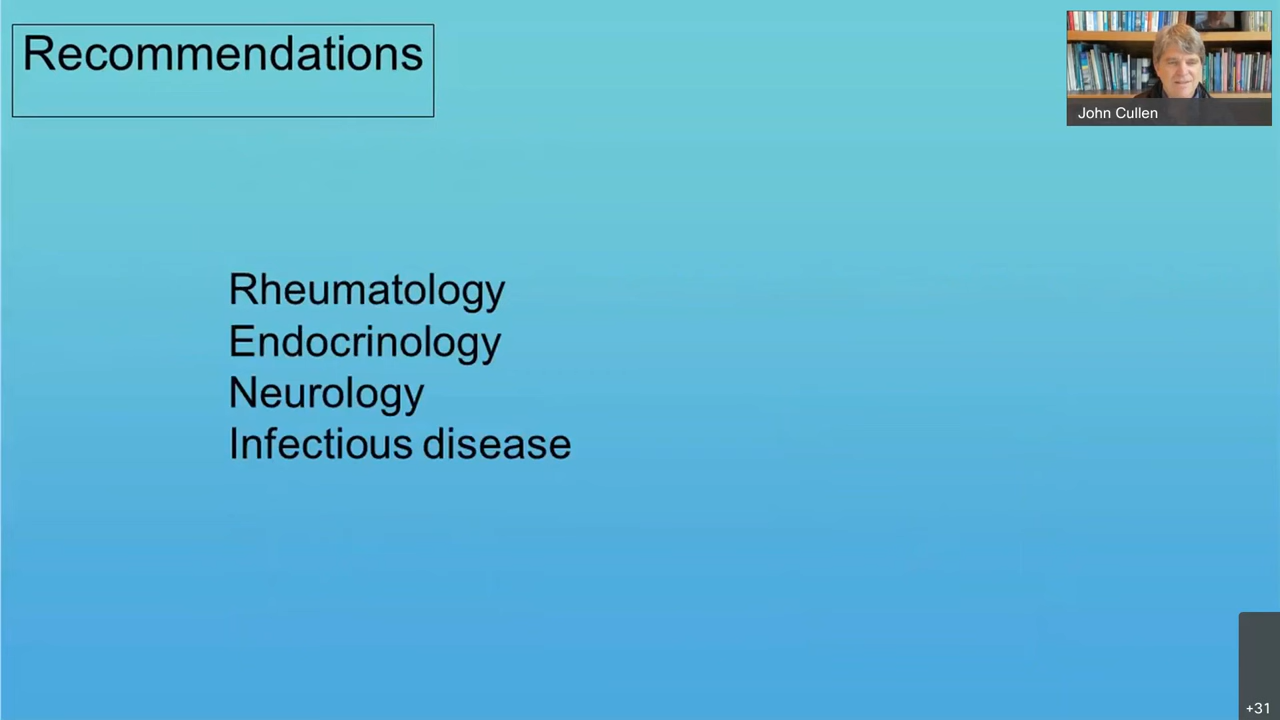 Recommendations
John Cullen
Rheumatology
Endocrinology
Neurology
Infectious disease
+31